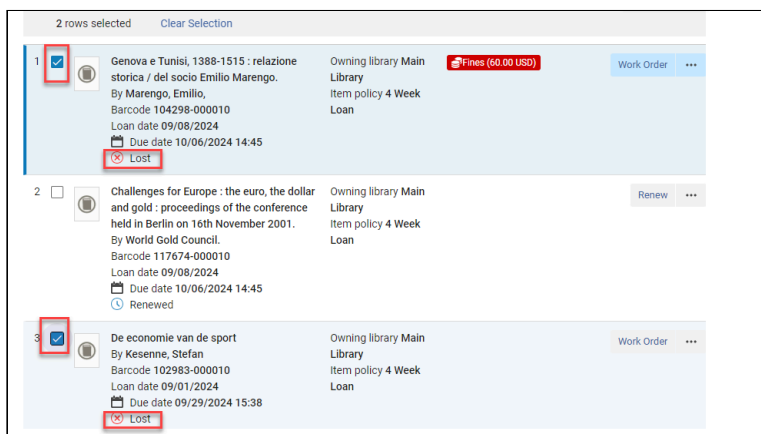 2 rows selected Clear Selection
1 Genova e Tunisi, 1388-1515 : relazione Owning library Main Fines (60.00 USD) Work Order •••
storica / del socio Emilio Marengo. Library
By Marengo, Emilio, Item policy 4 Week
Barcode 104298-000010 Loan
Loan date 09/08/2024
Due date 10/06/2024 14:45
Lost
2 Challenges for Europe : the euro, the dollar Owning library Main Renew •••
and gold : proceedings of the conference Library
held in Berlin on 16th November 2001. Item policy 4 Week
By World Gold Council. Loan
Barcode 117674-000010
Loan date 09/08/2024
Due date 10/06/2024 14:45
Renewed
3 De economie van de sport Owning library Main Work Order •••
By Kesenne, Stefan Library
Barcode 102983-000010 Item policy 4 Week
Loan date 09/01/2024 Loan
Due date 09/29/2024 15:38
Lost